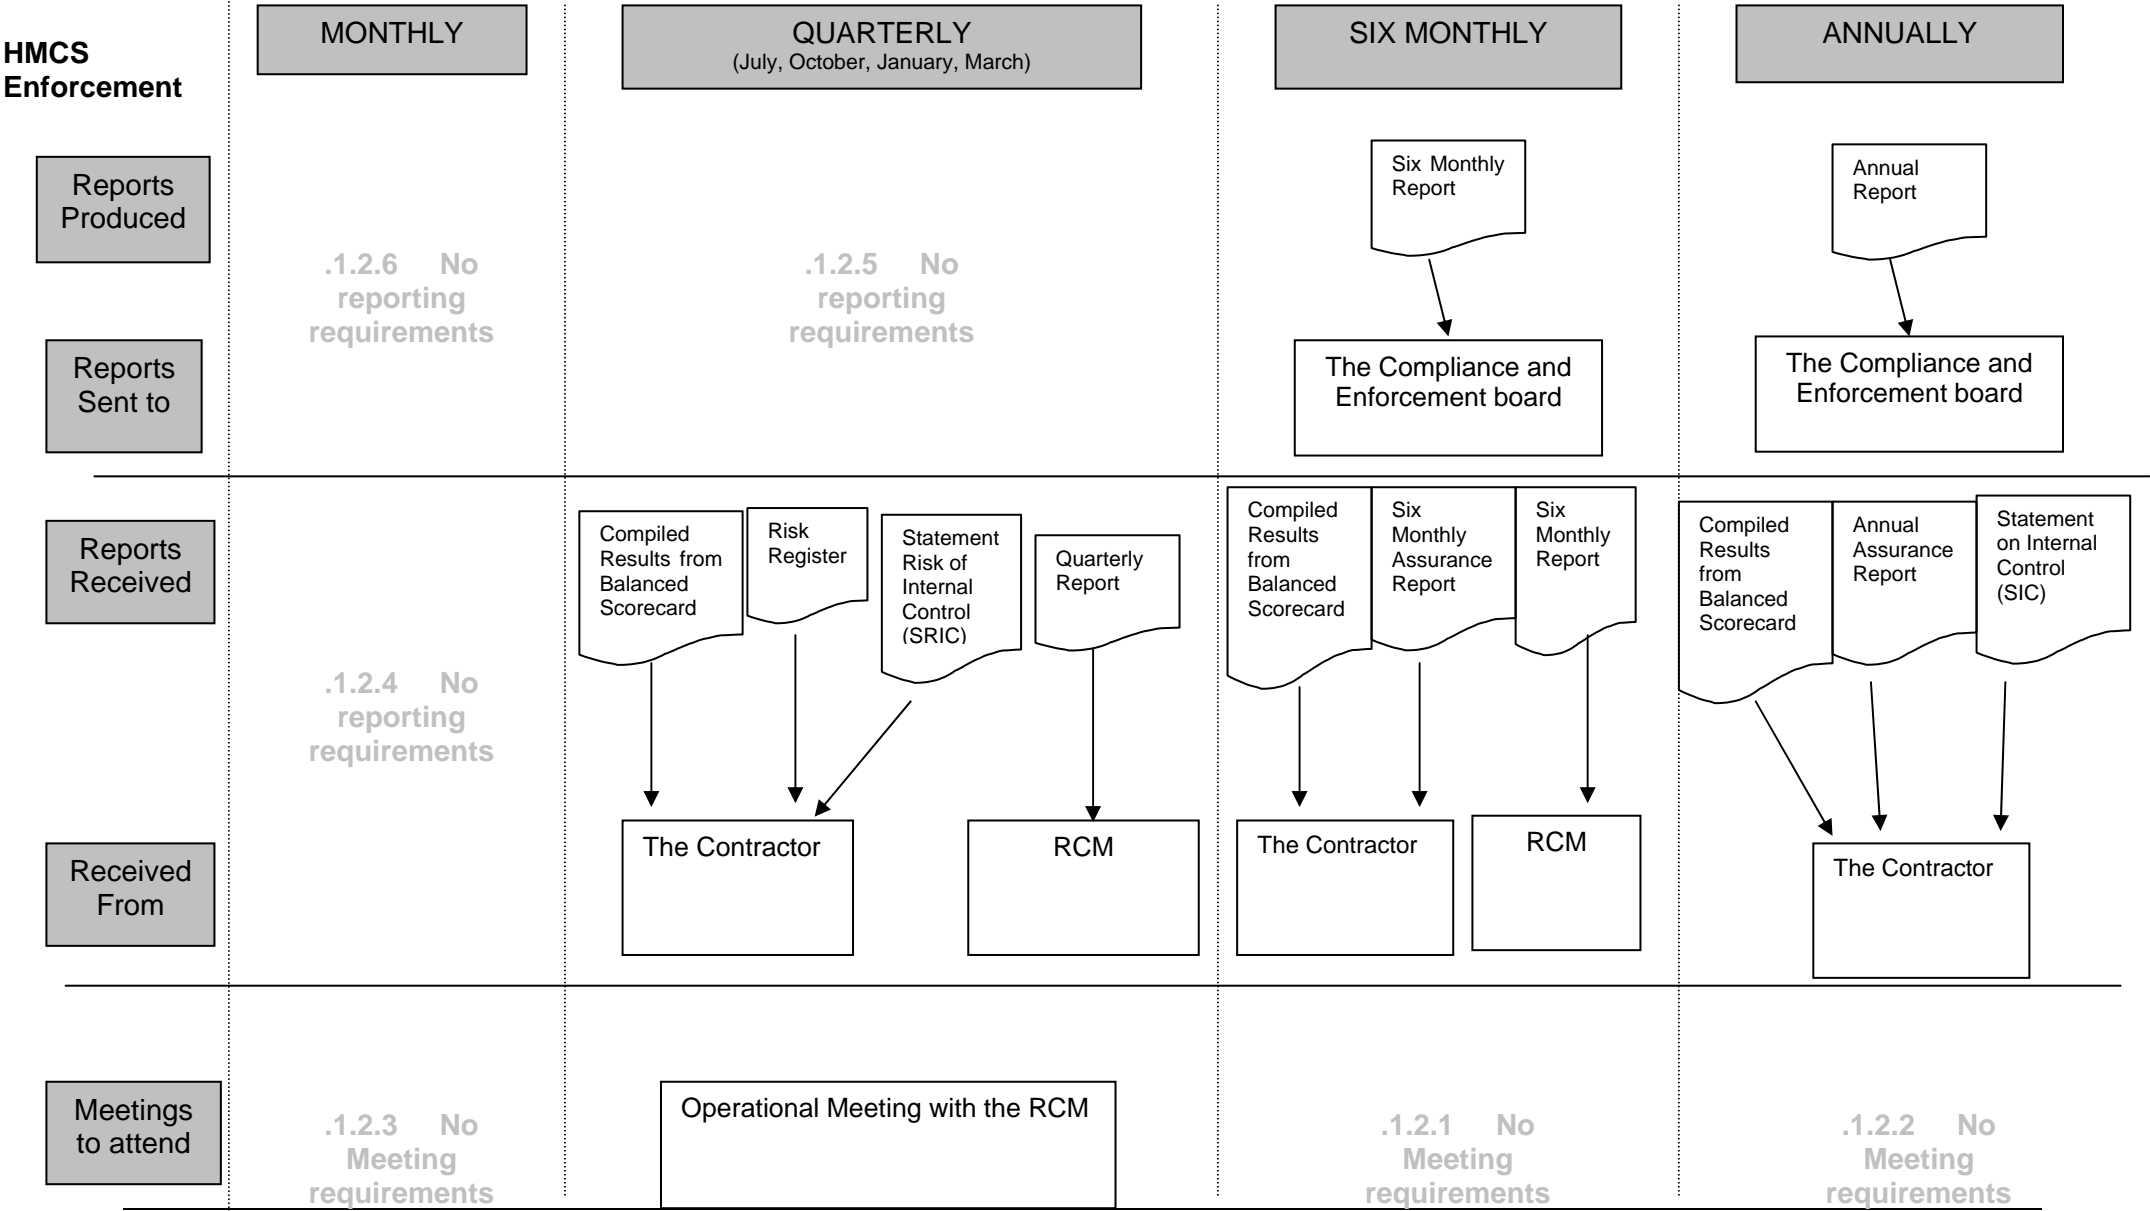 HMCS
Enforcement
MONTHLY
QUARTERLY
(July, October, January, March)
SIX MONTHLY
ANNUALLY
Reports
Produced
Six Monthly
Report
Annual
Report
.1.2.6 No
reporting
requirements
.1.2.5 No
reporting
requirements
Reports
Sent to
The Compliance and
Enforcement board
The Compliance and
Enforcement board
Reports
Received
Compiled
Results from
Balanced
Scorecard
Risk
Register
Statement
Risk of
Internal
Control
(SRIC)
Quarterly
Report
Compiled
Results
from
Balanced
Scorecard
Six
Monthly
Assurance
Report
Six
Monthly
Report
Compiled
Results
from
Balanced
Scorecard
Annual
Assurance
Report
Statement
on Internal
Control
(SIC)
.1.2.4 No
reporting
requirements
Received
From
The Contractor
RCM
The Contractor
RCM
The Contractor
Meetings
to attend
.1.2.3 No
Meeting
requirements
Operational Meeting with the RCM
.1.2.1 No
Meeting
requirements
.1.2.2 No
Meeting
requirements